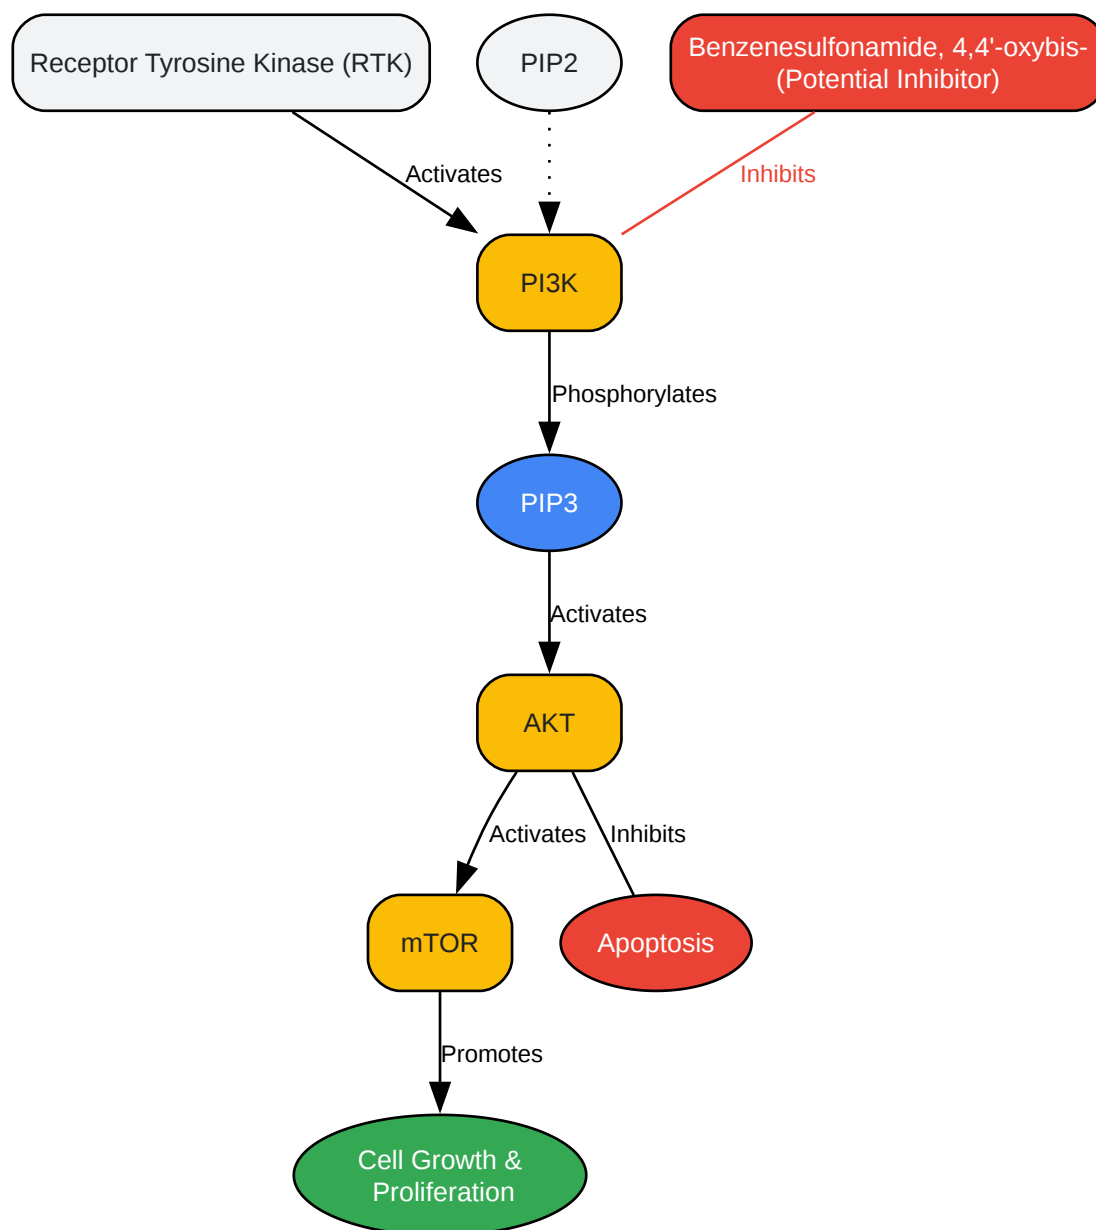 Receptor Tyrosine Kinase (RTK)
PIP2
Benzenesulfonamide, 4,4'-oxybis-
(Potential Inhibitor)
Activates
Inhibits
PI3K
Phosphorylates
PIP3
Activates
AKT
Activates
Inhibits
mTOR
Apoptosis
Promotes
Cell Growth &
Proliferation